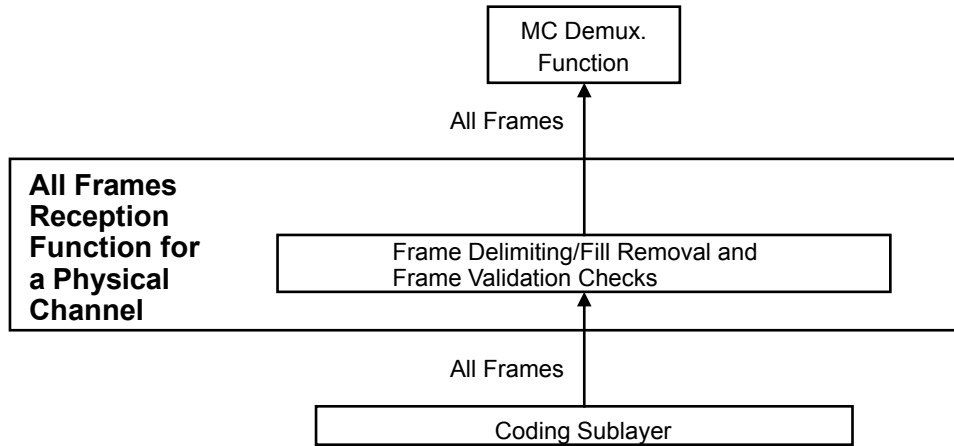 MC Demux.
Function
All Frames
All Frames
Reception
Function for
a Physical
Channel
Frame Delimiting/Fill Removal and
Frame Validation Checks
All Frames
Coding Sublayer